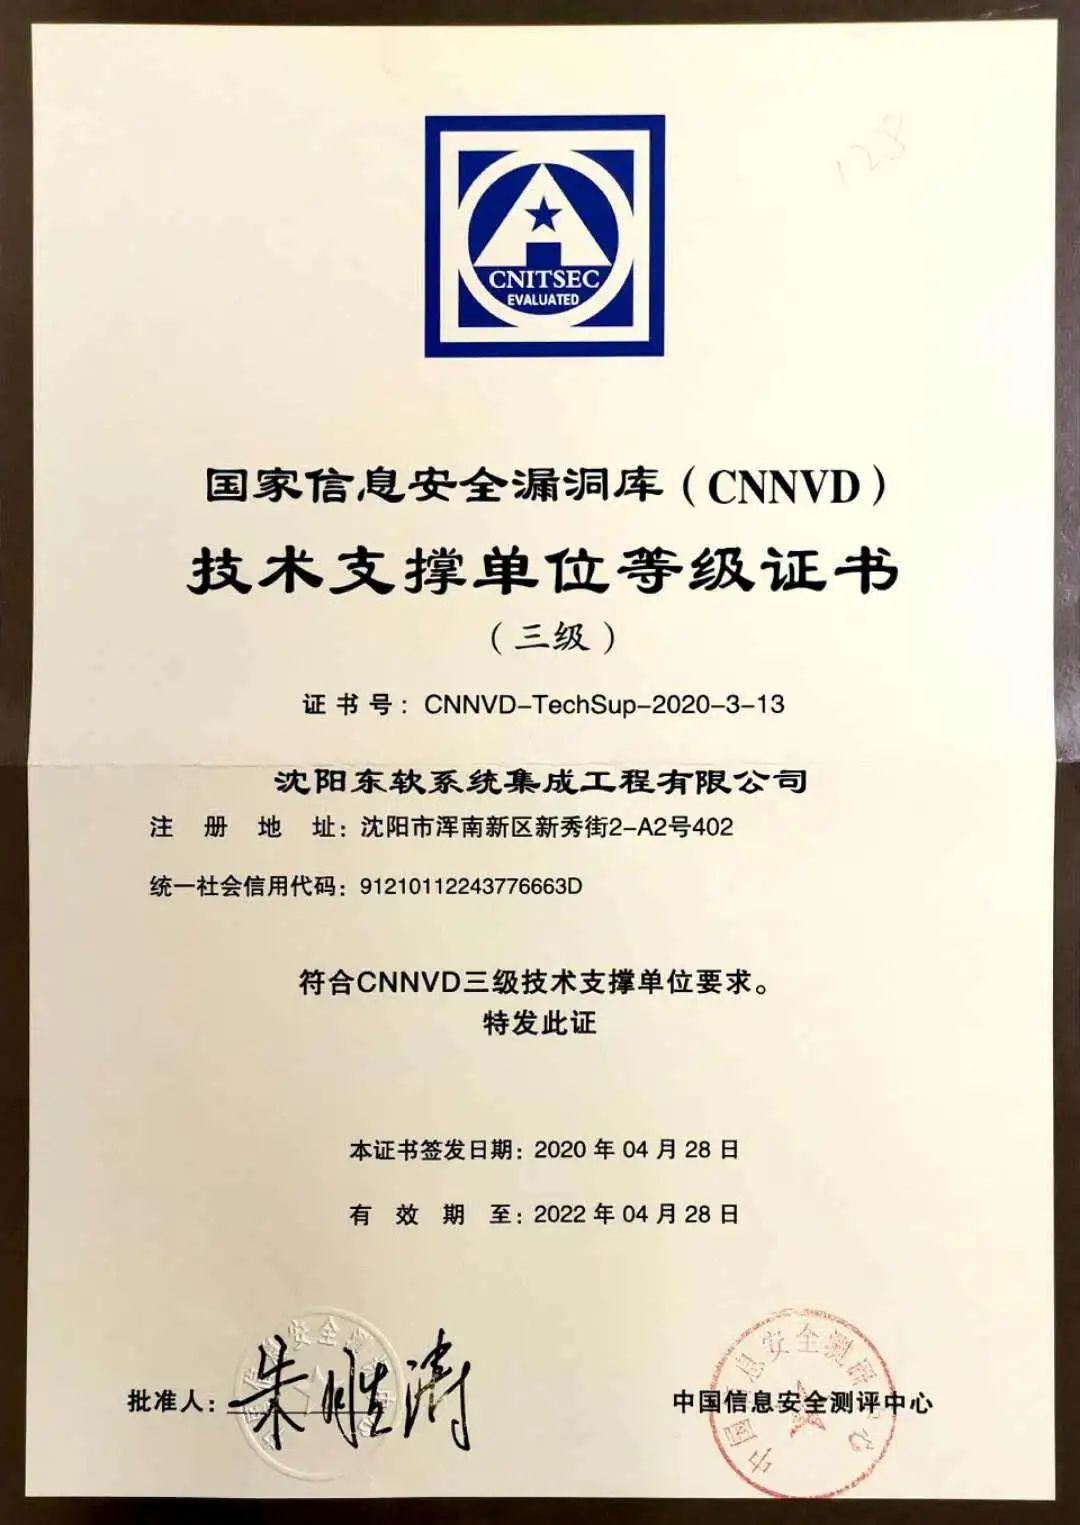 128
CNITSEC
EVALUATED
国家信息安全漏洞库（CNNVD）
技术支撑单位等级证书
（三级）
证书号：CNNVD-TechSup-2020-3-13
沈阳东软系统集成工程有限公司
注册地址：沈阳市浑南新区新秀街2-A2号402
统一社会信用代码：91210112243776663D
符合CNNVD三级技术支撑单位要求。
特发此证
本证书签发日期：2020年04月28日
有效期至：2022年04月28日
批准人：朱胜涛
中国信息安全测评中心
中国信息安全测评中心